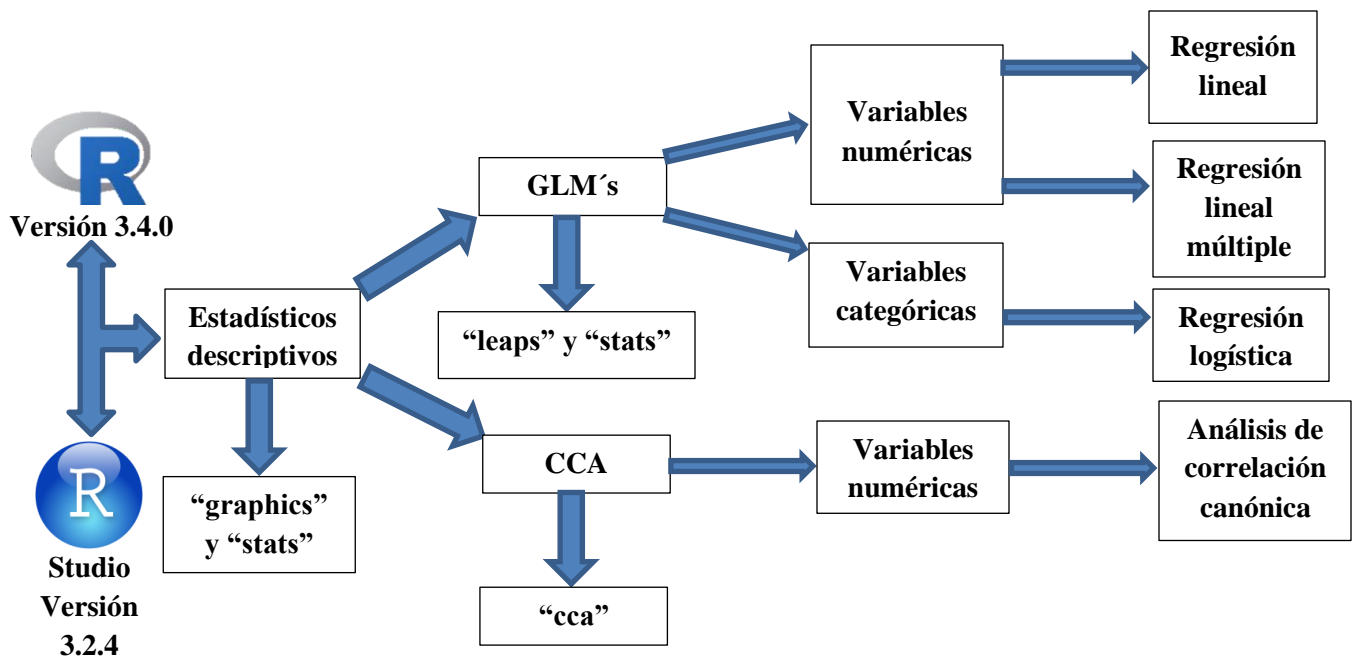 R
Versión 3.4.0
R
Studio
Versión
3.2.4
Estadísticos
descriptivos
“graphics”
y “stats”
GLM´s
“leaps” y “stats”
CCA
“cca”
Variables
numéricas
Variables
categóricas
Variables
numéricas
Regresión
lineal
Regresión
lineal
múltiple
Regresión
logística
Análisis de
correlación
canónica